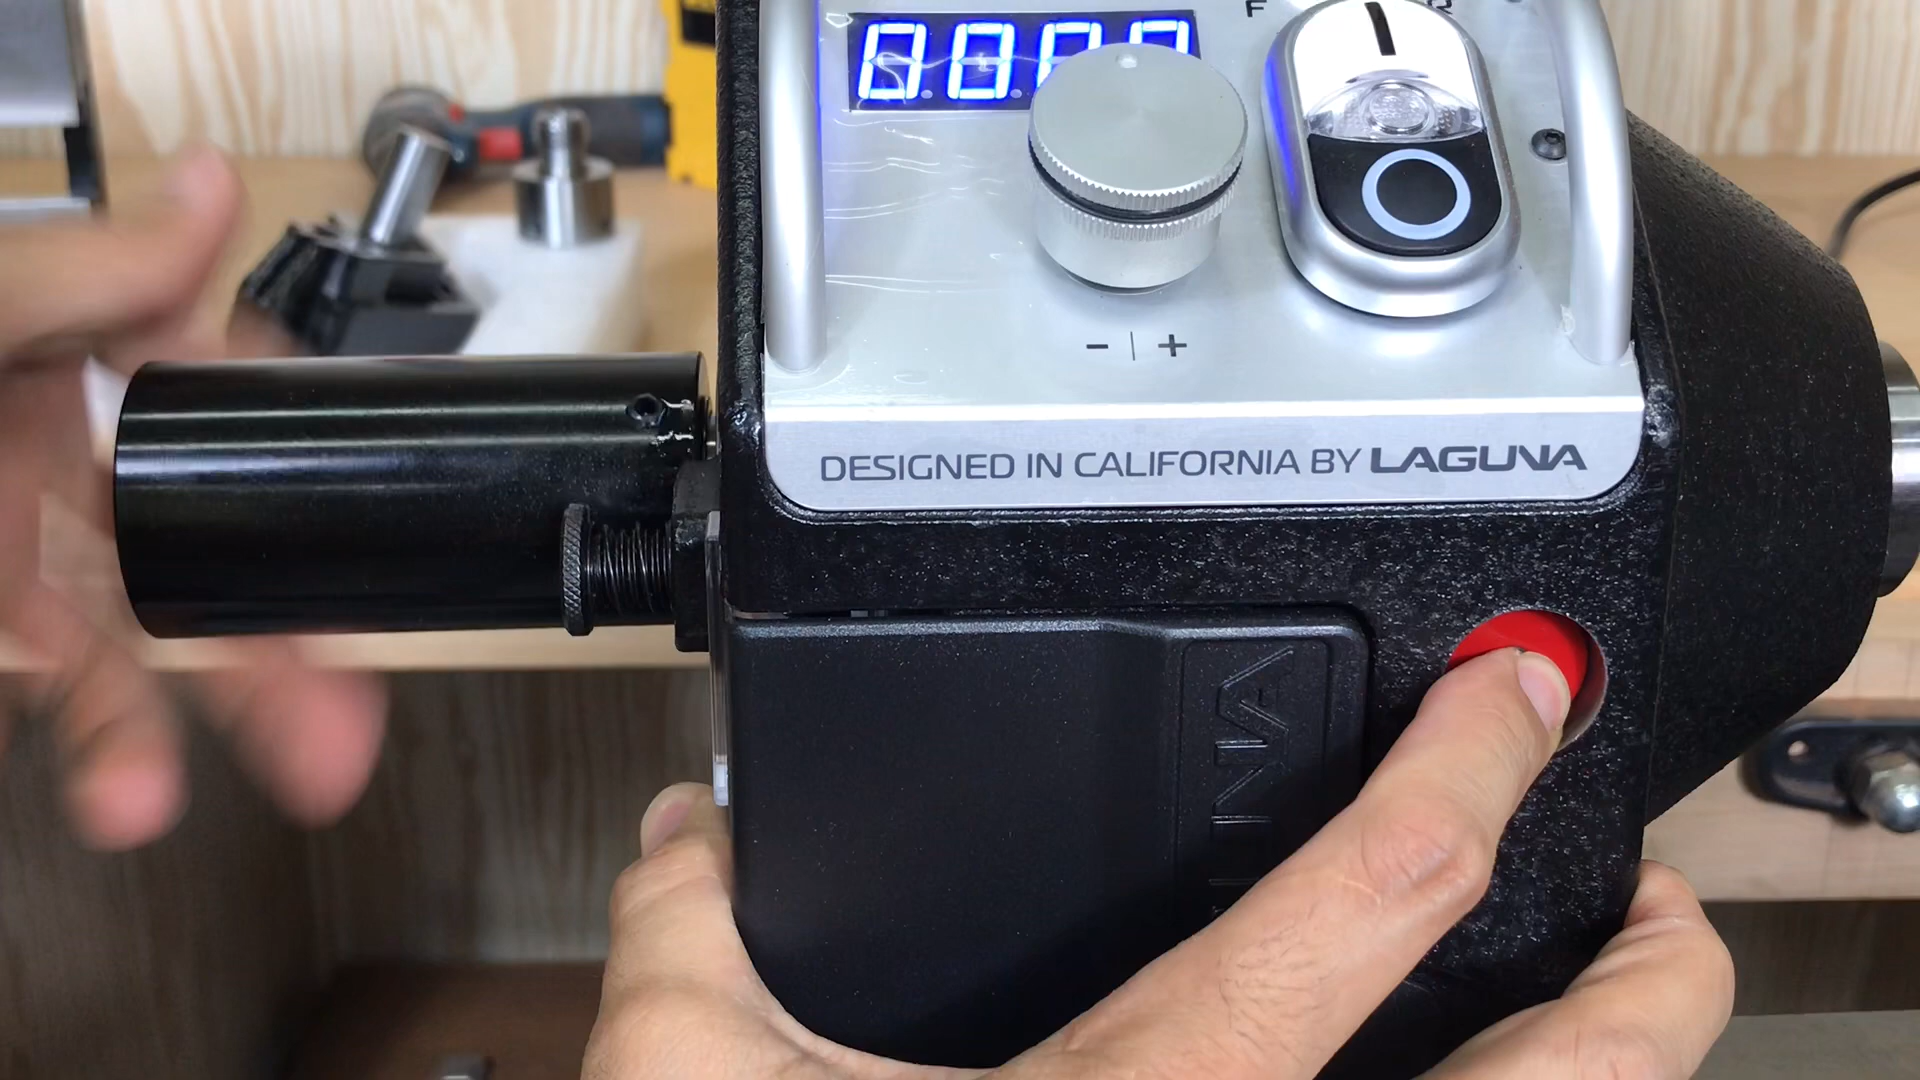 F
- | +
DESIGNED IN CALIFORNIA BY LAGUNA